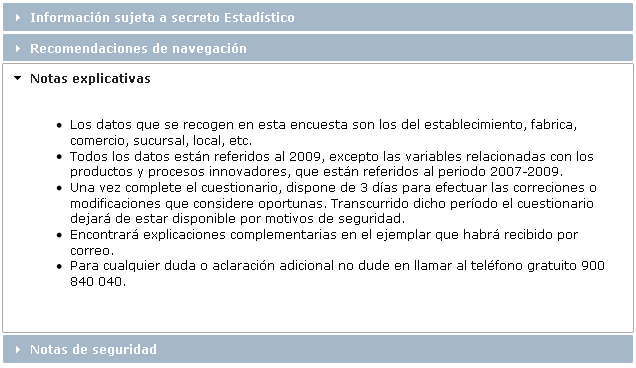 Información sujeta a secreto Estadístico
Recomendaciones de navegación
Notas explicativas
Los datos que se recogen en esta encuesta son los del establecimiento, fabrica,
comercio, sucursal, local, etc.
Todos los datos están referidos al 2009, excepto las variables relacionadas con los
productos y procesos innovadores, que están referidos al periodo 2007-2009.
Una vez complete el cuestionario, dispone de 3 días para efectuar las correciones o
modificaciones que considere oportunas. Transcurrido dicho período el cuestionario
dejará de estar disponible por motivos de seguridad.
Encontrará explicaciones complementarias en el ejemplar que habrá recibido por
correo.
Para cualquier duda o aclaración adicional no dude en llamar al teléfono gratuito 900
840 040.
Notas de seguridad